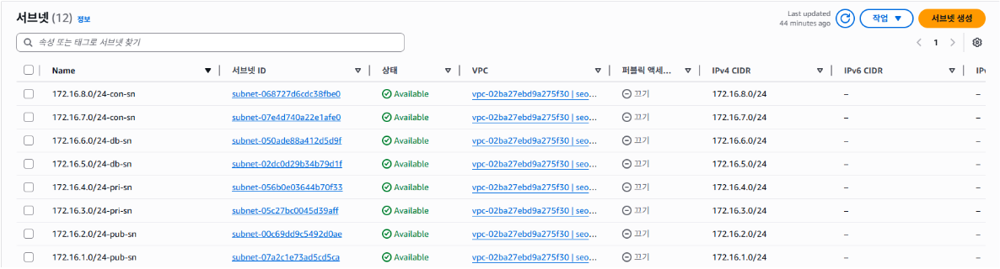 서브넷 (12) 정보
Last updated
44 minutes ago
작업
서브넷 생성
속성 또는 태그로 서브넷 찾기
1
Name 서브넷 ID 상태 VPC 퍼블릭 액세... IPv4 CIDR IPv6 CIDR IPv
172.16.8.0/24-con-sn subnet-068727d6cdc38fbe0 Available vpc-02ba27ebd9a275f30 | seo... 끄기 172.16.8.0/24 – –
172.16.7.0/24-con-sn subnet-07e4d740a22e1afe0 Available vpc-02ba27ebd9a275f30 | seo... 끄기 172.16.7.0/24 – –
172.16.6.0/24-db-sn subnet-050ade88a412d5d9f Available vpc-02ba27ebd9a275f30 | seo... 끄기 172.16.6.0/24 – –
172.16.5.0/24-db-sn subnet-02dc0d29b34b79d1f Available vpc-02ba27ebd9a275f30 | seo... 끄기 172.16.5.0/24 – –
172.16.4.0/24-pri-sn subnet-056b0e03644b70f33 Available vpc-02ba27ebd9a275f30 | seo... 끄기 172.16.4.0/24 – –
172.16.3.0/24-pri-sn subnet-05c27bc0045d39aff Available vpc-02ba27ebd9a275f30 | seo... 끄기 172.16.3.0/24 – –
172.16.2.0/24-pub-sn subnet-00c69dd9c5492d0ae Available vpc-02ba27ebd9a275f30 | seo... 끄기 172.16.2.0/24 – –
172.16.1.0/24-pub-sn subnet-07a2c1e73ad5cd5ca Available vpc-02ba27ebd9a275f30 | seo... 끄기 172.16.1.0/24 – –